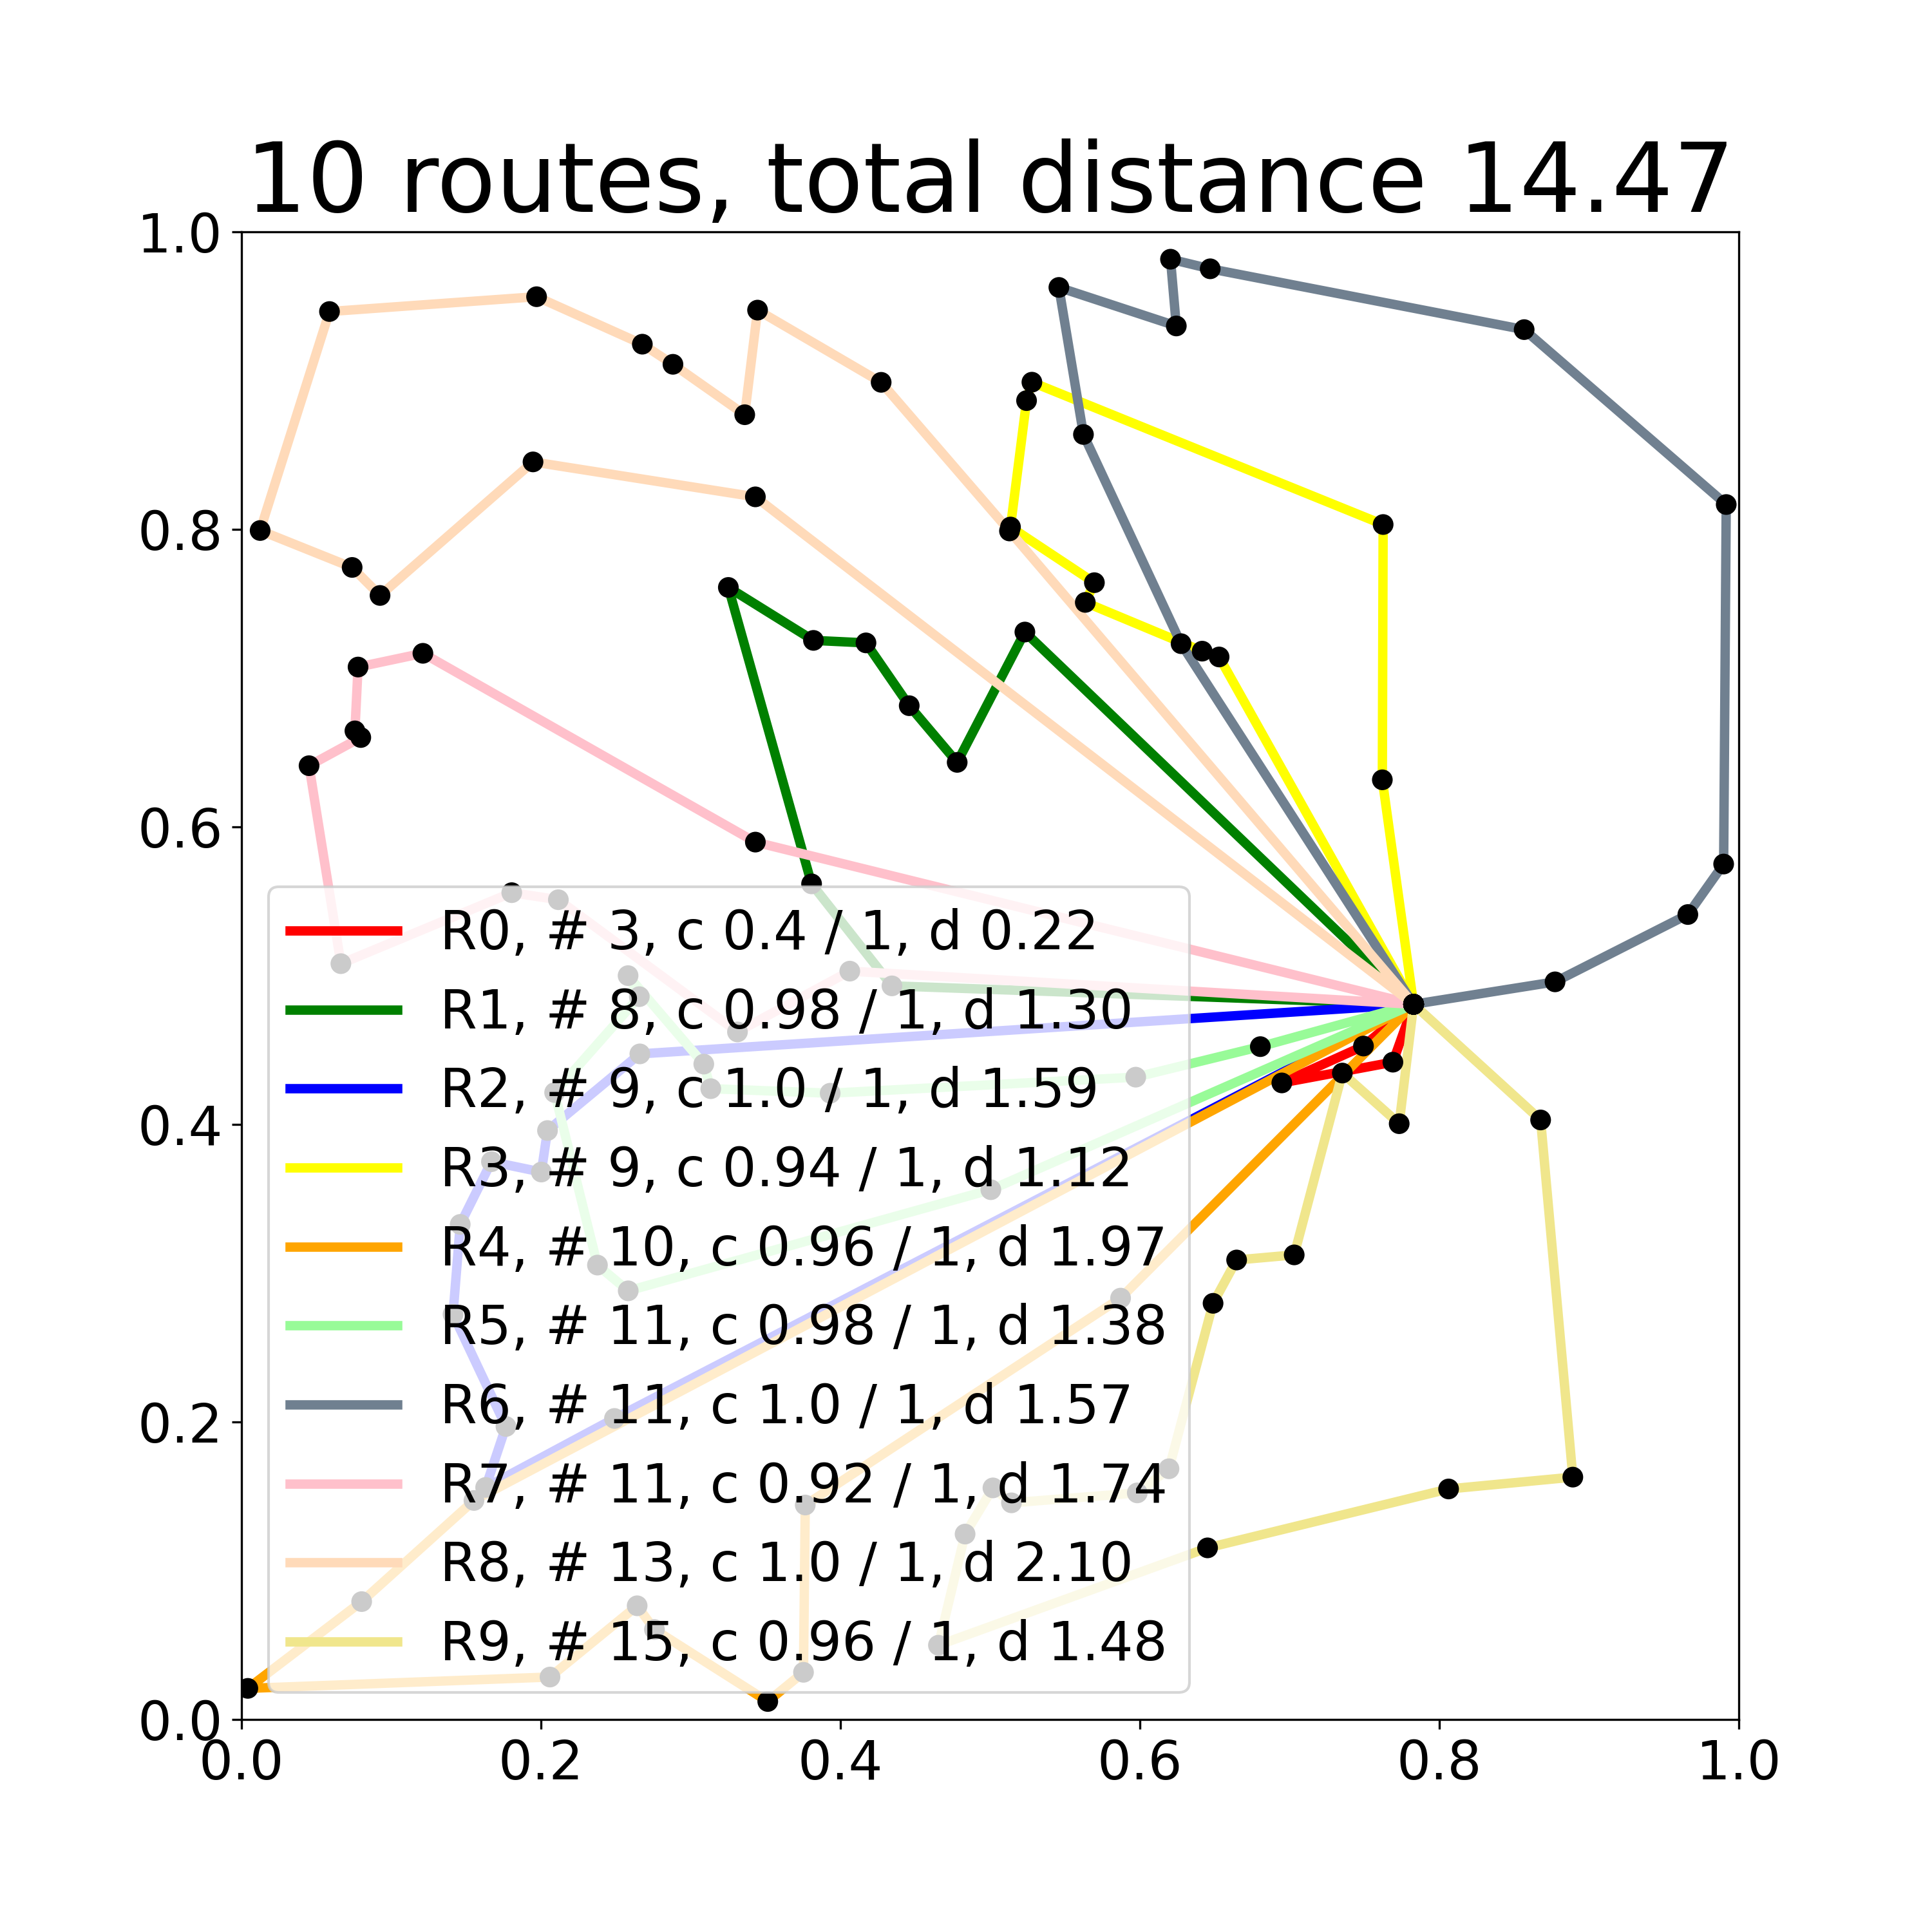 10 routes, total distance 14.47
1.0
0.8
0.6
0.4
0.2
0.0
R0, # 3, c 0.4 / 1, d 0.22
R1, # 8, c 0.98 / 1, d 1.30
R2, # 9, c 1.0 / 1, d 1.59
R3, # 9, c 0.94 / 1, d 1.12
R4, # 10, c 0.96 / 1, d 1.97
R5, # 11, c 0.98 / 1, d 1.38
R6, # 11, c 1.0 / 1, d 1.57
R7, # 11, c 0.92 / 1, d 1.74
R8, # 13, c 1.0 / 1, d 2.10
R9, # 15, c 0.96 / 1, d 1.48
0.0 0.2 0.4 0.6 0.8 1.0